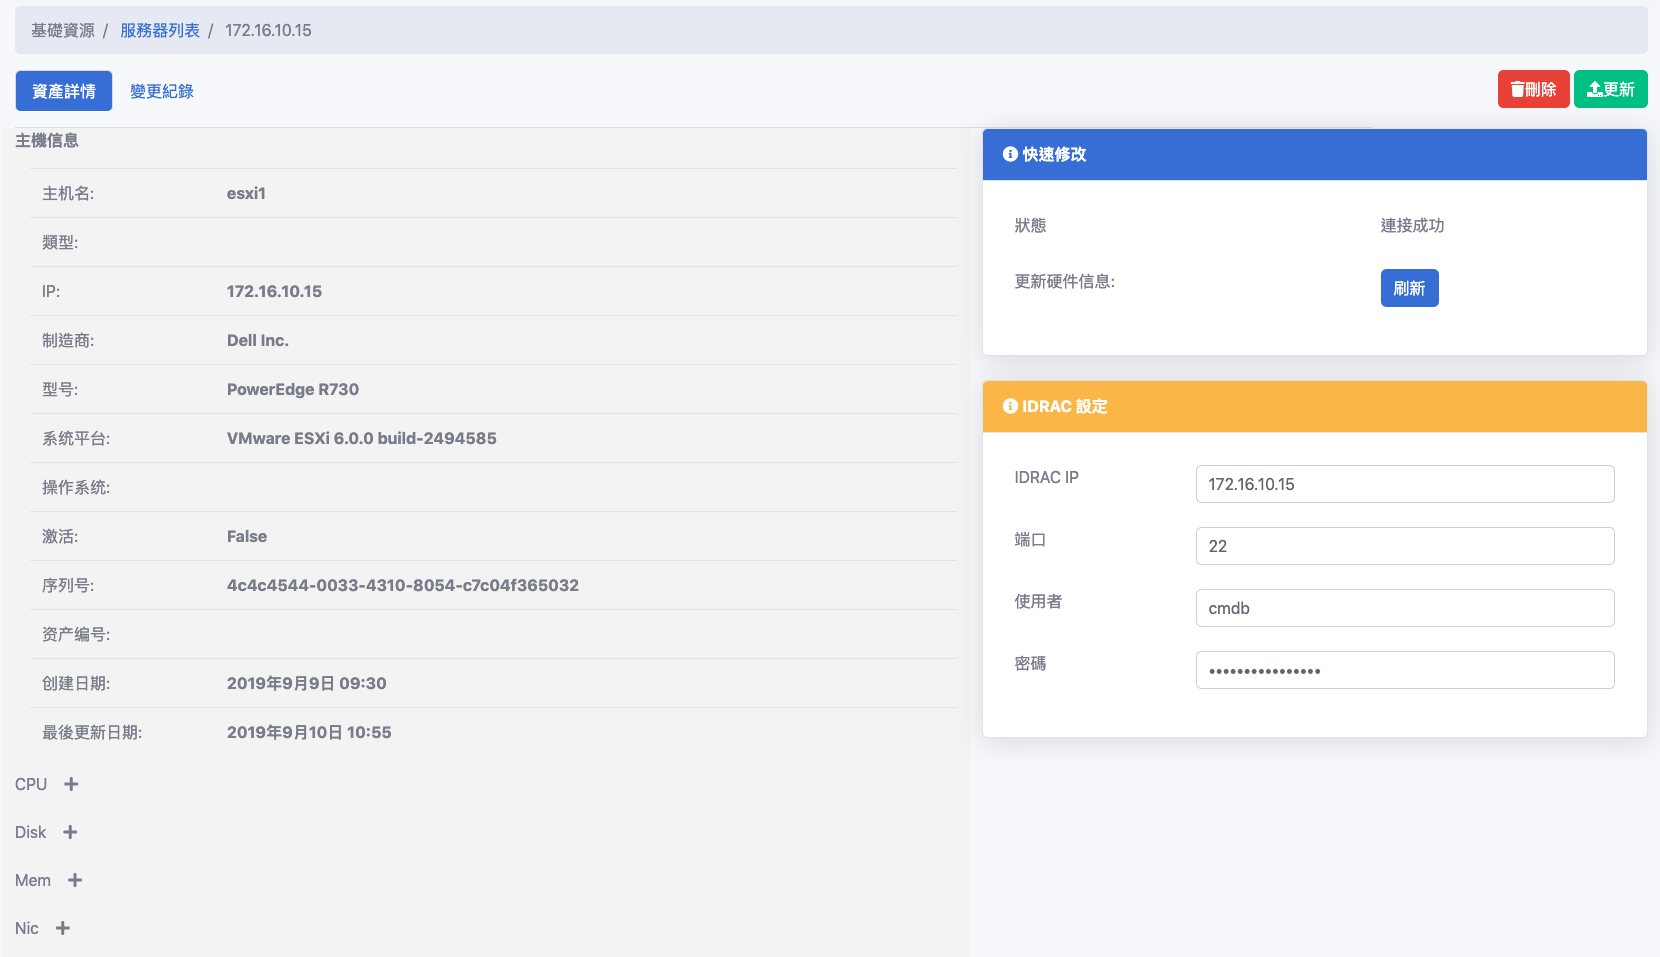 基礎資源 / 服務器列表 / 172.16.10.15
資產詳情 變更紀錄
刪除 更新
主機信息
主机名: esxi1
類型:
IP: 172.16.10.15
制造商: Dell Inc.
型号: PowerEdge R730
系统平台: VMware ESXi 6.0.0 build-2494585
操作系统:
激活: False
序列号: 4c4c4544-0033-4310-8054-c7c04f365032
资产编号:
创建日期: 2019年9月9日 09:30
最後更新日期: 2019年9月10日 10:55
CPU
Disk
Mem
Nic
快速修改
狀態 連接成功
更新硬件信息: 刷新
IDRAC 設定
IDRAC IP 172.16.10.15
端口 22
使用者 cmdb
密碼 ••••••••••••••••